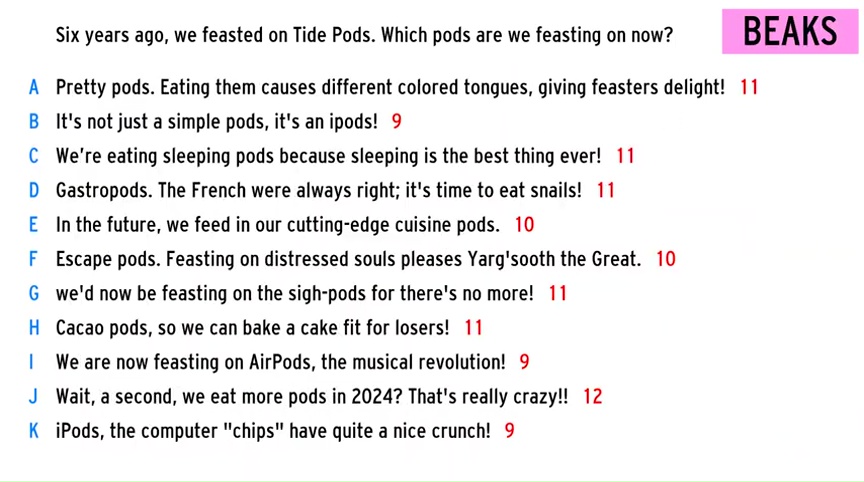 Six years ago, we feasted on Tide Pods. Which pods are we feasting on now?
BEAKS
A Pretty pods. Eating them causes different colored tongues, giving feasters delight! 11
B It's not just a simple pods, it's an ipods! 9
C We're eating sleeping pods because sleeping is the best thing ever! 11
D Gastropods. The French were always right; it's time to eat snails! 11
E In the future, we feed in our cutting-edge cuisine pods. 10
F Escape pods. Feasting on distressed souls pleases Yarg'sooth the Great. 10
G we'd now be feasting on the sigh-pods for there's no more! 11
H Cacao pods, so we can bake a cake fit for losers! 11
I We are now feasting on AirPods, the musical revolution! 9
J Wait, a second, we eat more pods in 2024? That's really crazy!! 12
K iPods, the computer "chips" have quite a nice crunch! 9